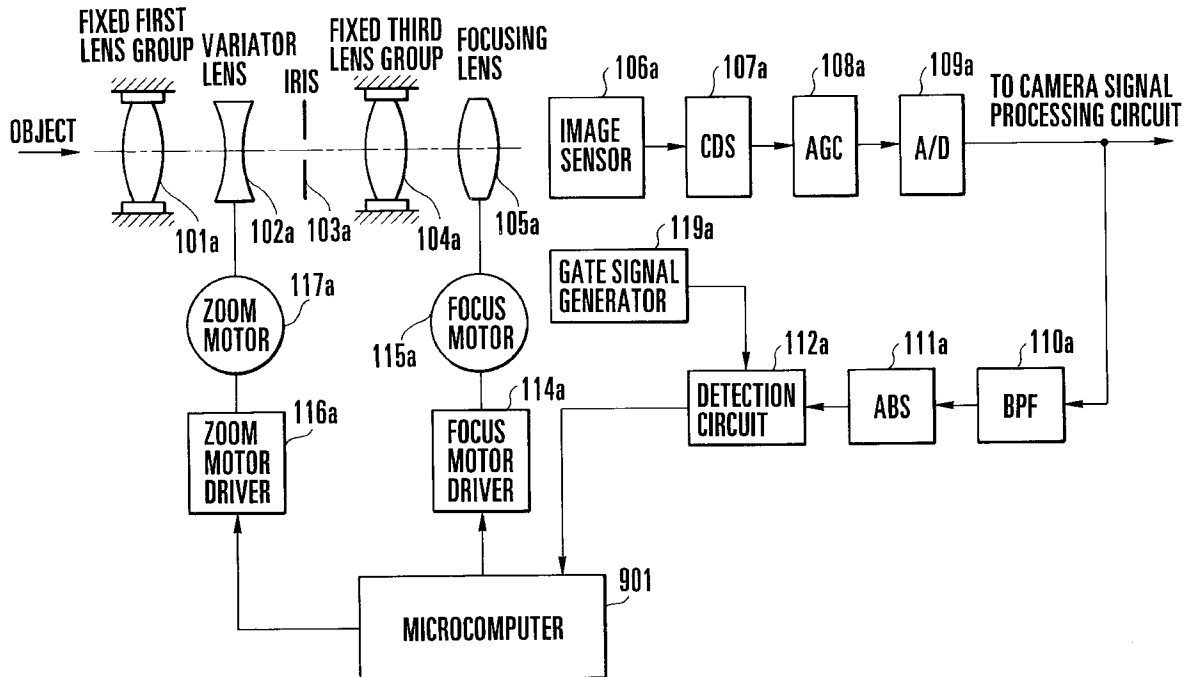 FIXED FIRST
LENS GROUP
VARIATOR
LENS
IRIS
FIXED THIRD
LENS GROUP
FOCUSING
LENS
106a
107a
108a
109a
TO CAMERA SIGNAL
PROCESSING CIRCUIT
OBJECT
IMAGE
SENSOR
CDS
AGC
A/D
101a
102a
103a
104a
105a
119a
GATE SIGNAL
GENERATOR
117a
ZOOM
MOTOR
115a
FOCUS
MOTOR
112a
111a
110a
DETECTION
CIRCUIT
ABS
BPF
116a
ZOOM
MOTOR
DRIVER
114a
FOCUS
MOTOR
DRIVER
901
MICROCOMPUTER